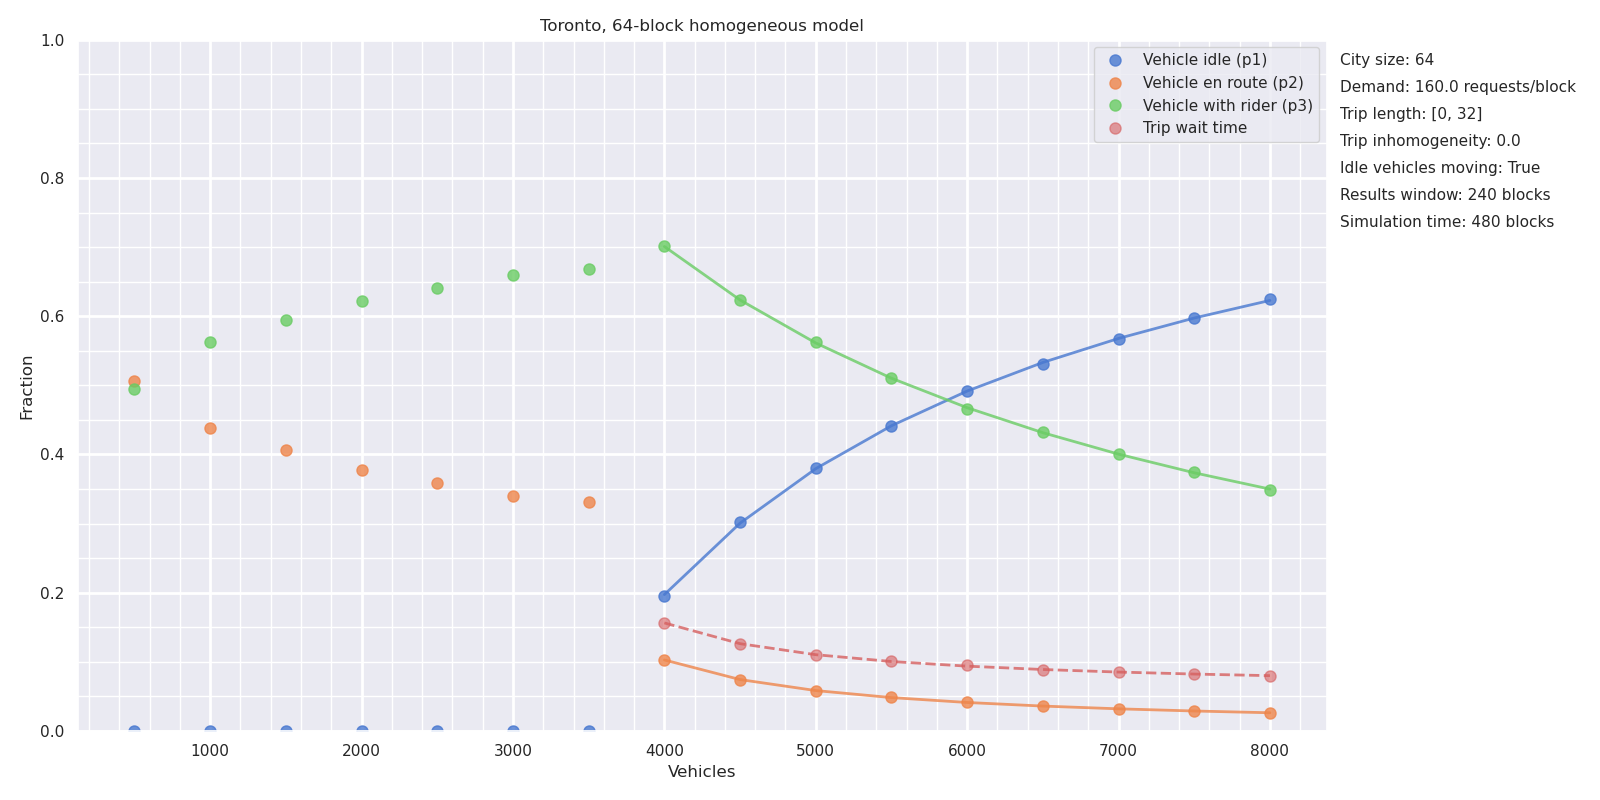 Toronto, 64-block homogeneous model
1.0
0.8
0.6
0.4
0.2
0.0
Fraction
1000
2000
3000
4000
5000
6000
7000
8000
Vehicles
Vehicle idle (p1)
Vehicle en route (p2)
Vehicle with rider (p3)
Trip wait time
City size: 64
Demand: 160.0 requests/block
Trip length: [0, 32]
Trip inhomogeneity: 0.0
Idle vehicles moving: True
Results window: 240 blocks
Simulation time: 480 blocks